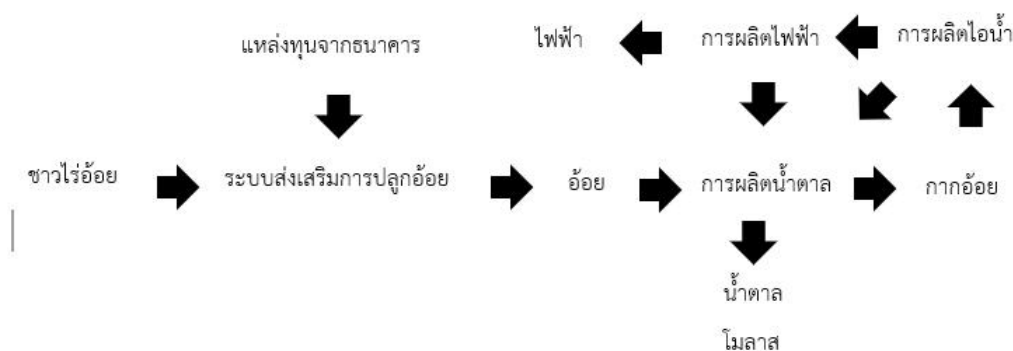 แหล่งทุนจากธนาคาร
ไฟฟ้า
การผลิตไฟฟ้า
การผลิตไอน้ำ
ชาวไร่อ้อย
ระบบส่งเสริมการปลูกอ้อย
อ้อย
การผลิตน้ำตาล
กากอ้อย
น้ำตาล
โมลาส